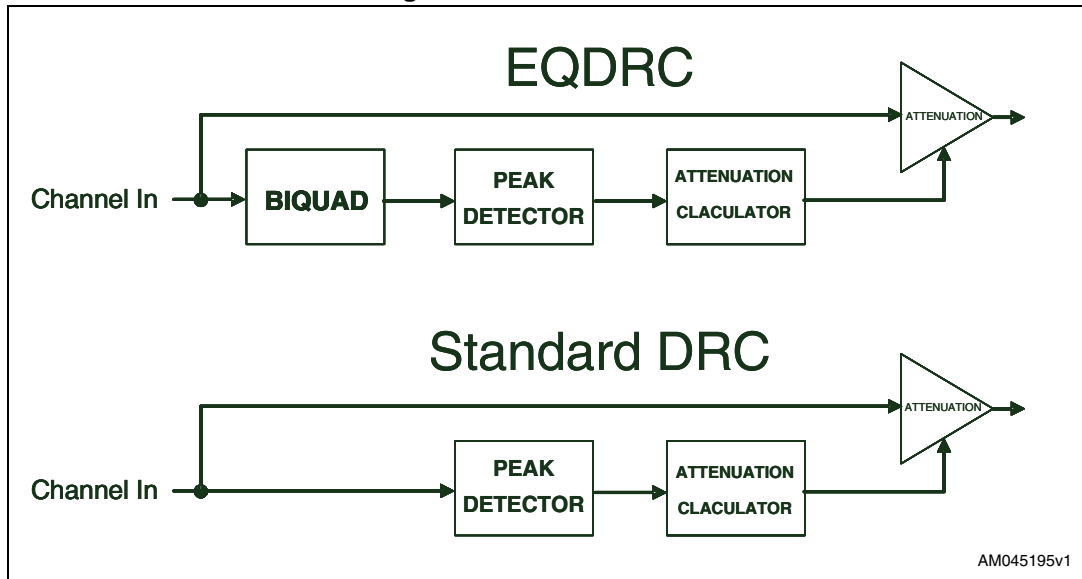 EQDRC
ATTENUATION
Channel In
BIQUAD
PEAK
DETECTOR
ATTENUATION
CLACULATOR
Standard DRC
ATTENUATION
Channel In
PEAK
DETECTOR
ATTENUATION
CLACULATOR
AM045195v1